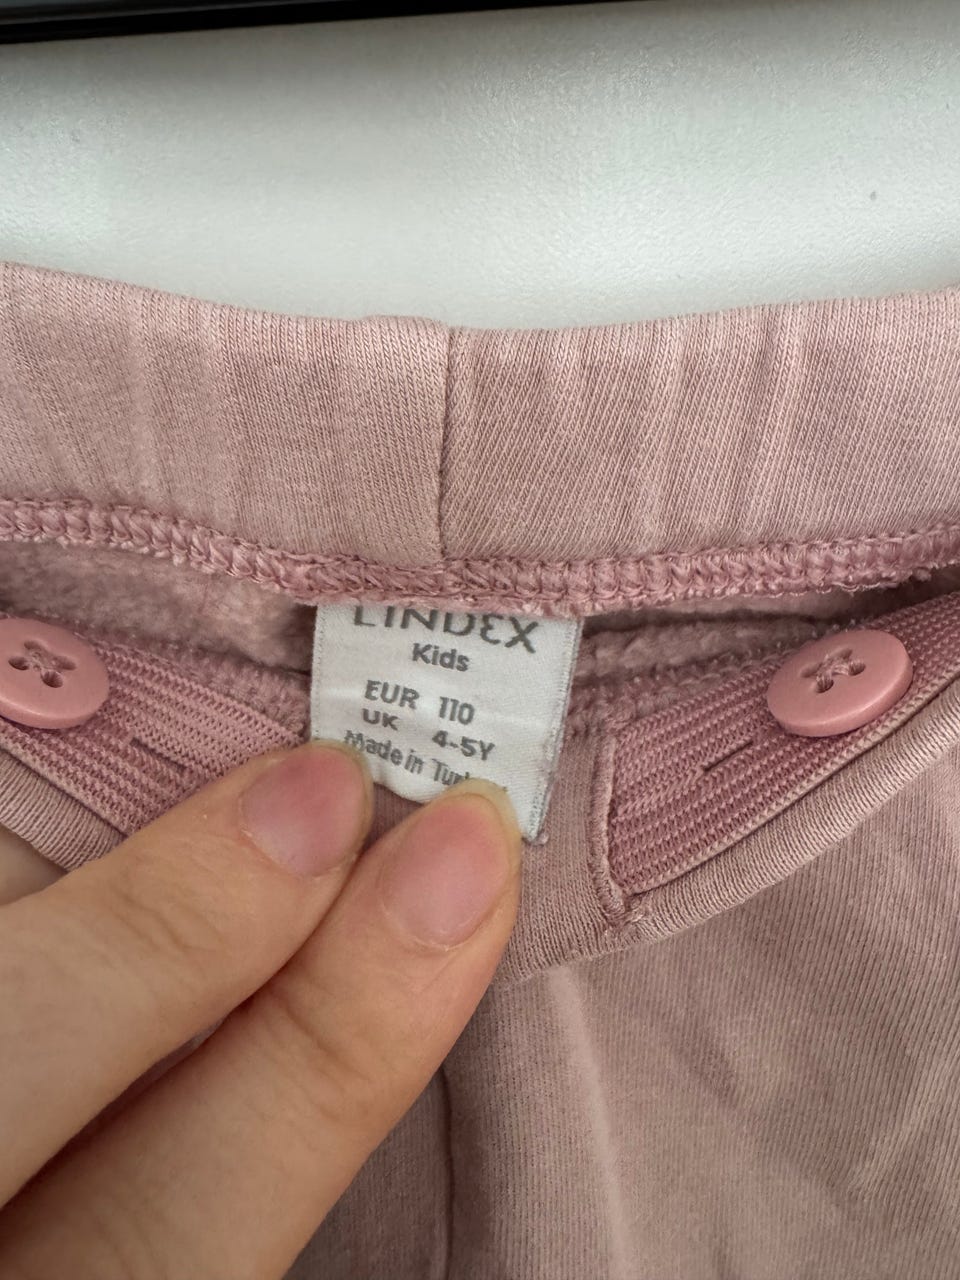 LINDEX
Kids
EUR 110
UK 4-5Y
Made in